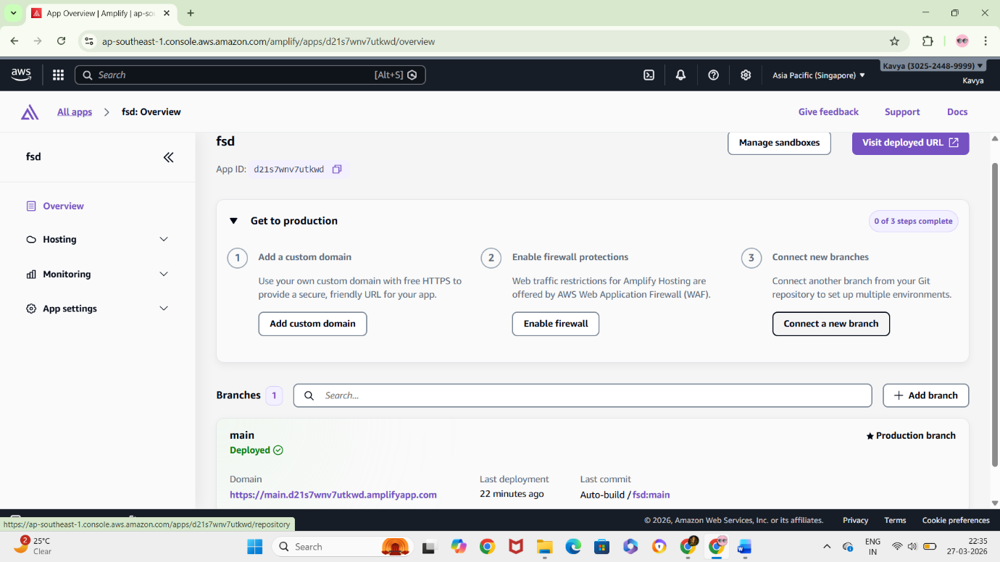 App Overview | Amplify | ap-so
ap-southeast-1.console.aws.amazon.com/amplify/apps/d21s7wnv7utkwd/overview
aws
Search
[Alt+S]
Asia Pacific (Singapore)
Kavya (3025-2448-9999)
Kavya
All apps
fsd: Overview
Give feedback
Support
Docs
fsd
Overview
Hosting
Monitoring
App settings
fsd
Manage sandboxes
Visit deployed URL
App ID: d21s7wnv7utkwd
Get to production
0 of 3 steps complete
1
Add a custom domain
Use your own custom domain with free HTTPS to
provide a secure, friendly URL for your app.
Add custom domain
2
Enable firewall protections
Web traffic restrictions for Amplify Hosting are
offered by AWS Web Application Firewall (WAF).
Enable firewall
3
Connect new branches
Connect another branch from your Git
repository to set up multiple environments.
Connect a new branch
Branches 1
Search...
Add branch
main
Deployed
Production branch
Domain
https://main.d21s7wnv7utkwd.amplifyapp.com
Last deployment
22 minutes ago
Last commit
Auto-build / fsd:main
https://ap-southeast-1.console.aws.amazon.com/apps/d21s7wnv7utkwd/repository
© 2026, Amazon Web Services, Inc. or its affiliates.
Privacy
Terms
Cookie preferences
2
25°C
Clear
Search
ENG
IN
22:35
27-03-2026